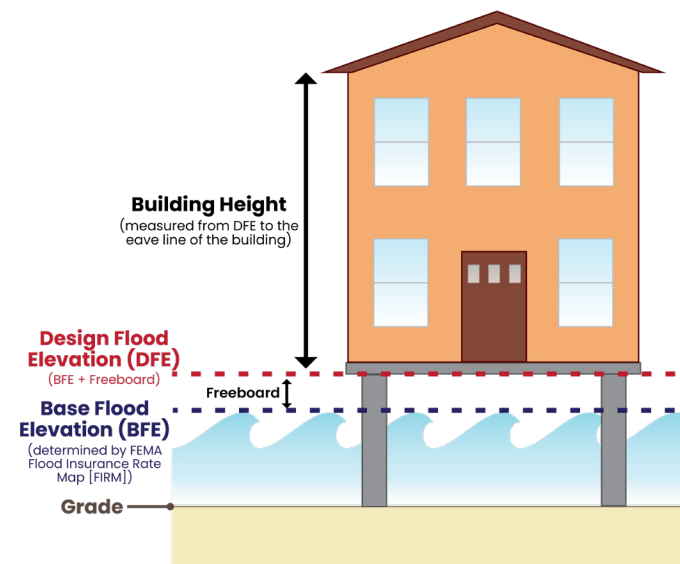 Building Height
(measured from DFE to the
eave line of the building)
Design Flood
Elevation (DFE)
(BFE + Freeboard)
Freeboard
Base Flood
Elevation (BFE)
(determined by FEMA
Flood Insurance Rate
Map [FIRM])
Grade